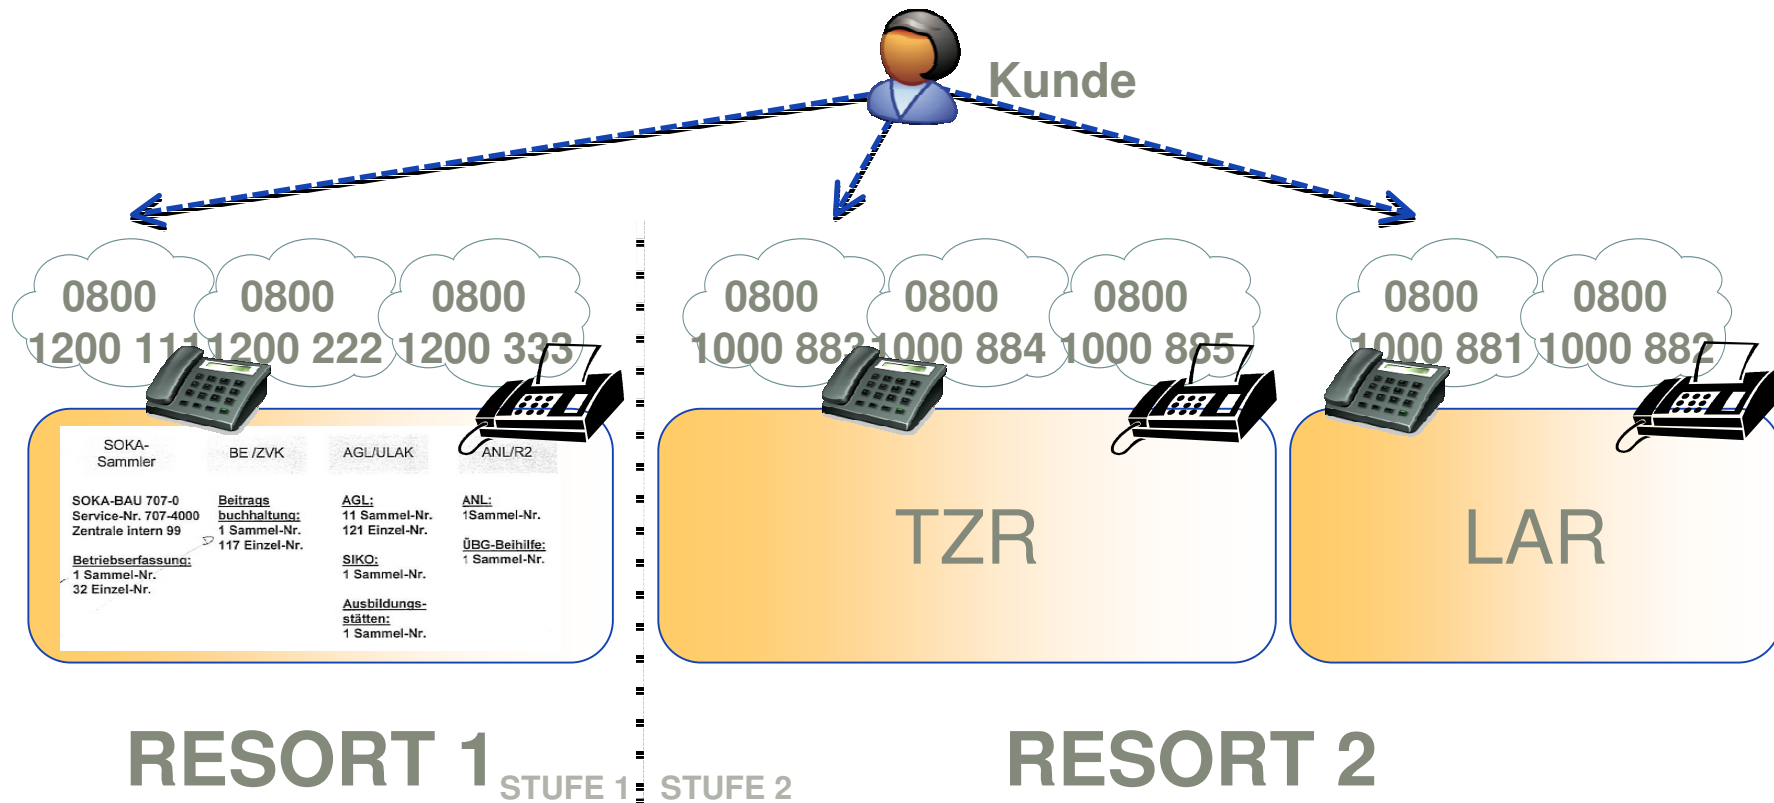 Kunde
0800
1200 111
0800
1200 222
0800
1200 333
0800
1000 883
0800
1000 884
0800
1000 885
0800
1000 881
0800
1000 882
SOKA-
Sammler
SOKA-BAU 707-0
Service-Nr. 707-4000
Zentrale intern 99
Betriebserfassung:
1 Sammel-Nr.
32 Einzel-Nr.
BE /ZVK
Beitrags
buchhaltung:
1 Sammel-Nr.
117 Einzel-Nr.
AGL/ULAK
AGL:
11 Sammel-Nr.
121 Einzel-Nr.
SIKO:
1 Sammel-Nr.
Ausbildungs-
stätten:
1 Sammel-Nr.
ANL/R2
ANL:
1Sammel-Nr.
ÜBG-Beihilfe:
1 Sammel-Nr.
TZR
LAR
RESORT 1
STUFE 1
STUFE 2
RESORT 2